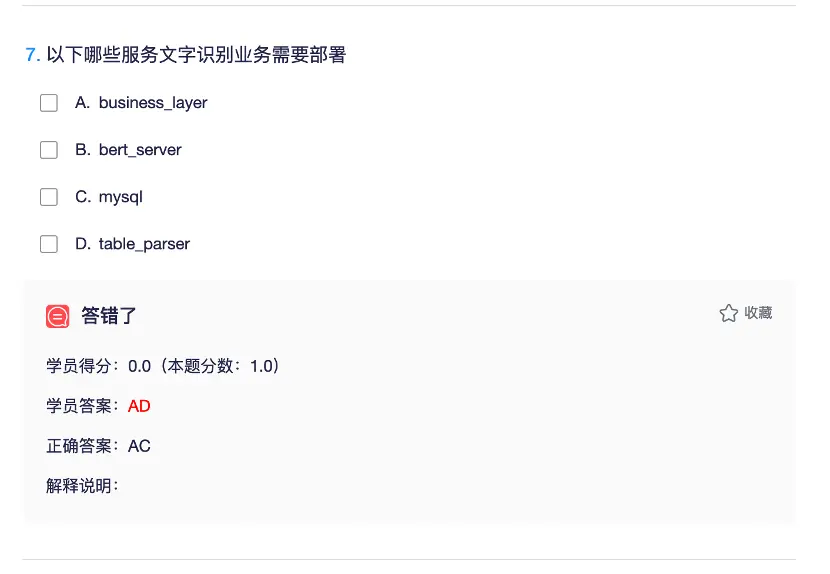 7. 以下哪些服务文字识别业务需要部署
A. business_layer
B. bert_server
C. mysql
D. table_parser
答错了
收藏
学员得分：0.0（本题分数：1.0）
学员答案：AD
正确答案：AC
解释说明：